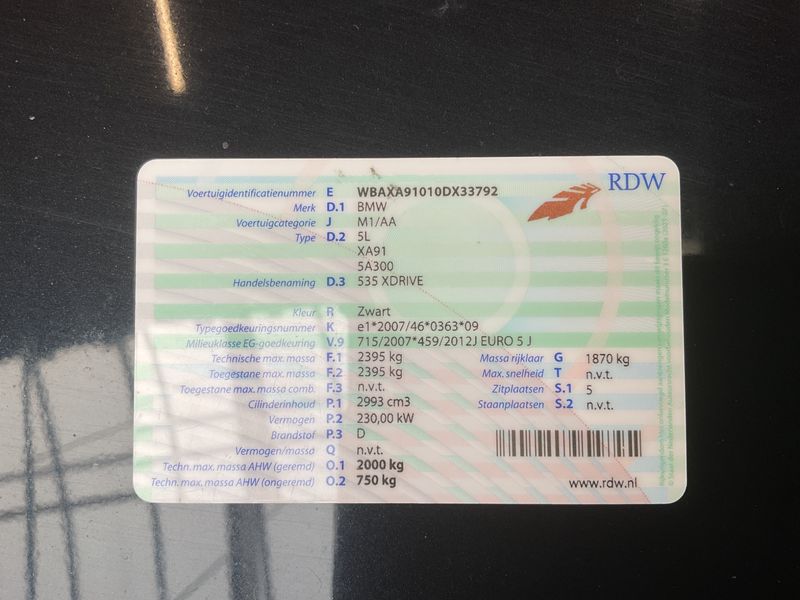 RDW
Voertuigidentificatienummer E WBAXA91010DX33792
Merk D.1 BMW
Voertuigcategorie J M1/AA
Type D.2 5L
XA91
5A300
Handelsbenaming D.3 535 XDRIVE
Kleur R Zwart
Typegoedkeuringsnummer K e1*2007/46*0363*09
Milieuklasse EG-goedkeuring V.9 715/2007*459/2012J EURO 5 J
Technische max. massa F.1 2395 kg Massa rijklaar G 1870 kg
Toegestane max. massa F.2 2395 kg Max. snelheid T n.v.t.
Toegestane max. massa comb. F.3 n.v.t. Zitplaatsen S.1 5
Cilinderinhoud P.1 2993 cm3 Staanplaatsen S.2 n.v.t.
Vermogen P.2 230,00 kW
Brandstof P.3 D
Vermogen/massa Q n.v.t.
Techn. max. massa AHW (geremd) O.1 2000 kg
Techn. max. massa AHW (ongeremd) O.2 750 kg
www.rdw.nl